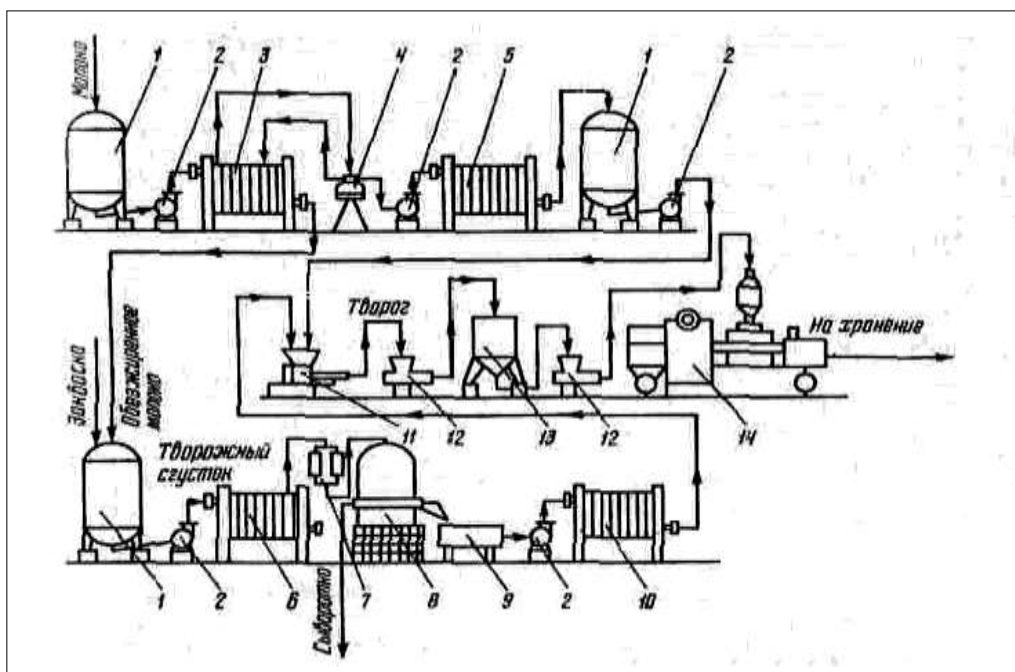 Молоко
1 2 3 4 2 5 1 2
Творог
На хранение
Закваска
Обезжиренное
молоко
11 12 13 12 14
Творожный
сгусток
Сыворотка
1 2 6 7 8 9 2 10